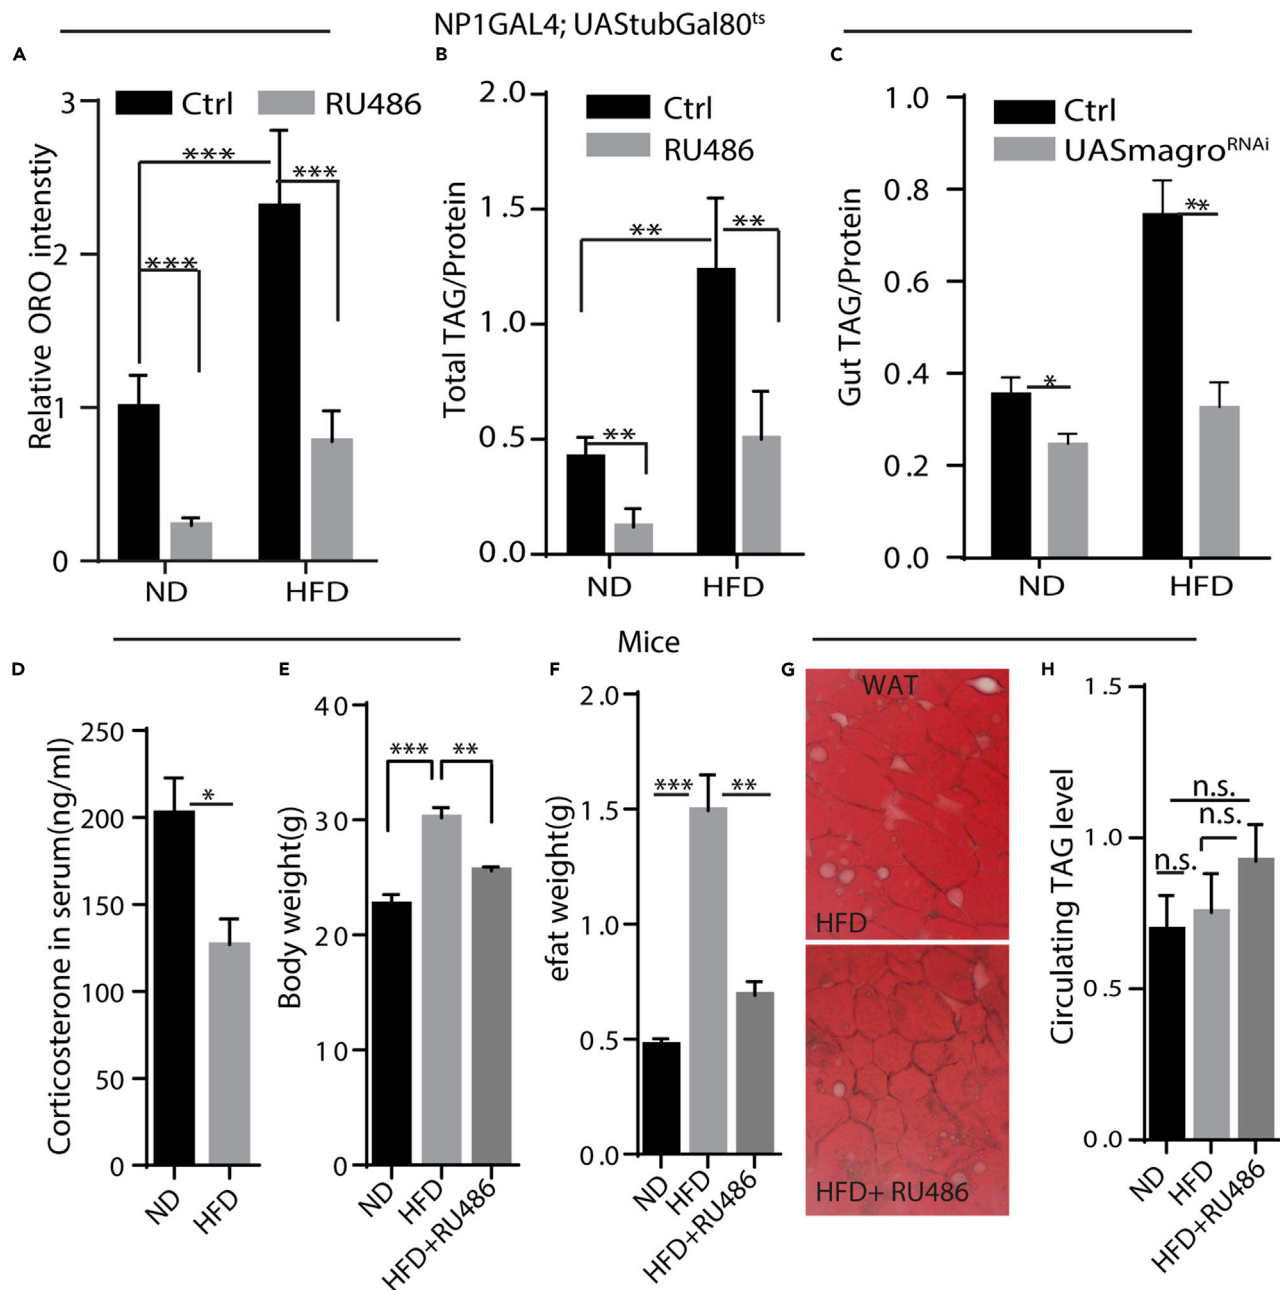 NP1GAL4; UAStubGal80ts
A
Ctrl RU486
Relative ORO intenstiy
3
2
1
0
***
***
***
ND HFD
B
Ctrl
RU486
Total TAG/Protein
2.0
1.5
1.0
0.5
0.0
**
**
**
ND HFD
C
Ctrl
UASmagroRNAi
Gut TAG/Protein
1.0
0.8
0.6
0.4
0.2
0.0
*
**
ND HFD
Mice
D
Corticosterone in serum(ng/ml)
250
200
150
100
50
0
*
ND
HFD
E
Body weight(g)
40
30
20
10
0
*** **
ND
HFD
HFD+RU486
F
efat weight(g)
2.0
1.5
1.0
0.5
0.0
*** **
ND
HFD
HFD+RU486
G
WAT
HFD
HFD+ RU486
H
Circulating TAG level
1.5
1.0
0.5
0.0
n.s.
n.s.
n.s.
ND
HFD
HFD+RU486